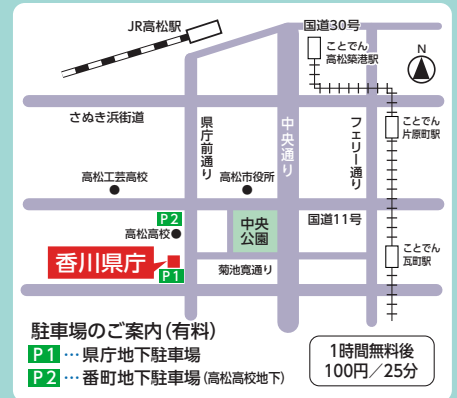 JR高松駅
国道30号
ことでん
高松築港駅
N
さぬき浜街道
県庁前通り
中央通り
フェリー通り
ことでん
片原町駅
高松工芸高校
高松市役所
P2
高松高校
中央
公園
国道11号
香川県庁
P1
菊池寛通り
ことでん
瓦町駅
駐車場のご案内(有料)
P1…県庁地下駐車場
P2…番町地下駐車場(高松高校地下)
1時間無料後
100円/25分